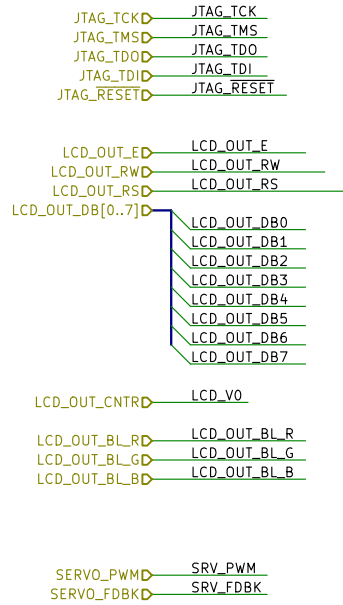 JTAG_TCK JTAG_TCK
JTAG_TMS JTAG_TMS
JTAG_TDO JTAG_TDO
JTAG_TDI JTAG_TDI
JTAG_RESET JTAG_RESET
LCD_OUT_E LCD_OUT_E
LCD_OUT_RW LCD_OUT_RW
LCD_OUT_RS LCD_OUT_RS
LCD_OUT_DB[0..7]
LCD_OUT_DB0
LCD_OUT_DB1
LCD_OUT_DB2
LCD_OUT_DB3
LCD_OUT_DB4
LCD_OUT_DB5
LCD_OUT_DB6
LCD_OUT_DB7
LCD_OUT_CNTR LCD_V0
LCD_OUT_BL_R LCD_OUT_BL_R
LCD_OUT_BL_G LCD_OUT_BL_G
LCD_OUT_BL_B LCD_OUT_BL_B
SERVO_PWM SRV_PWM
SERVO_FDBK SRV_FDBK